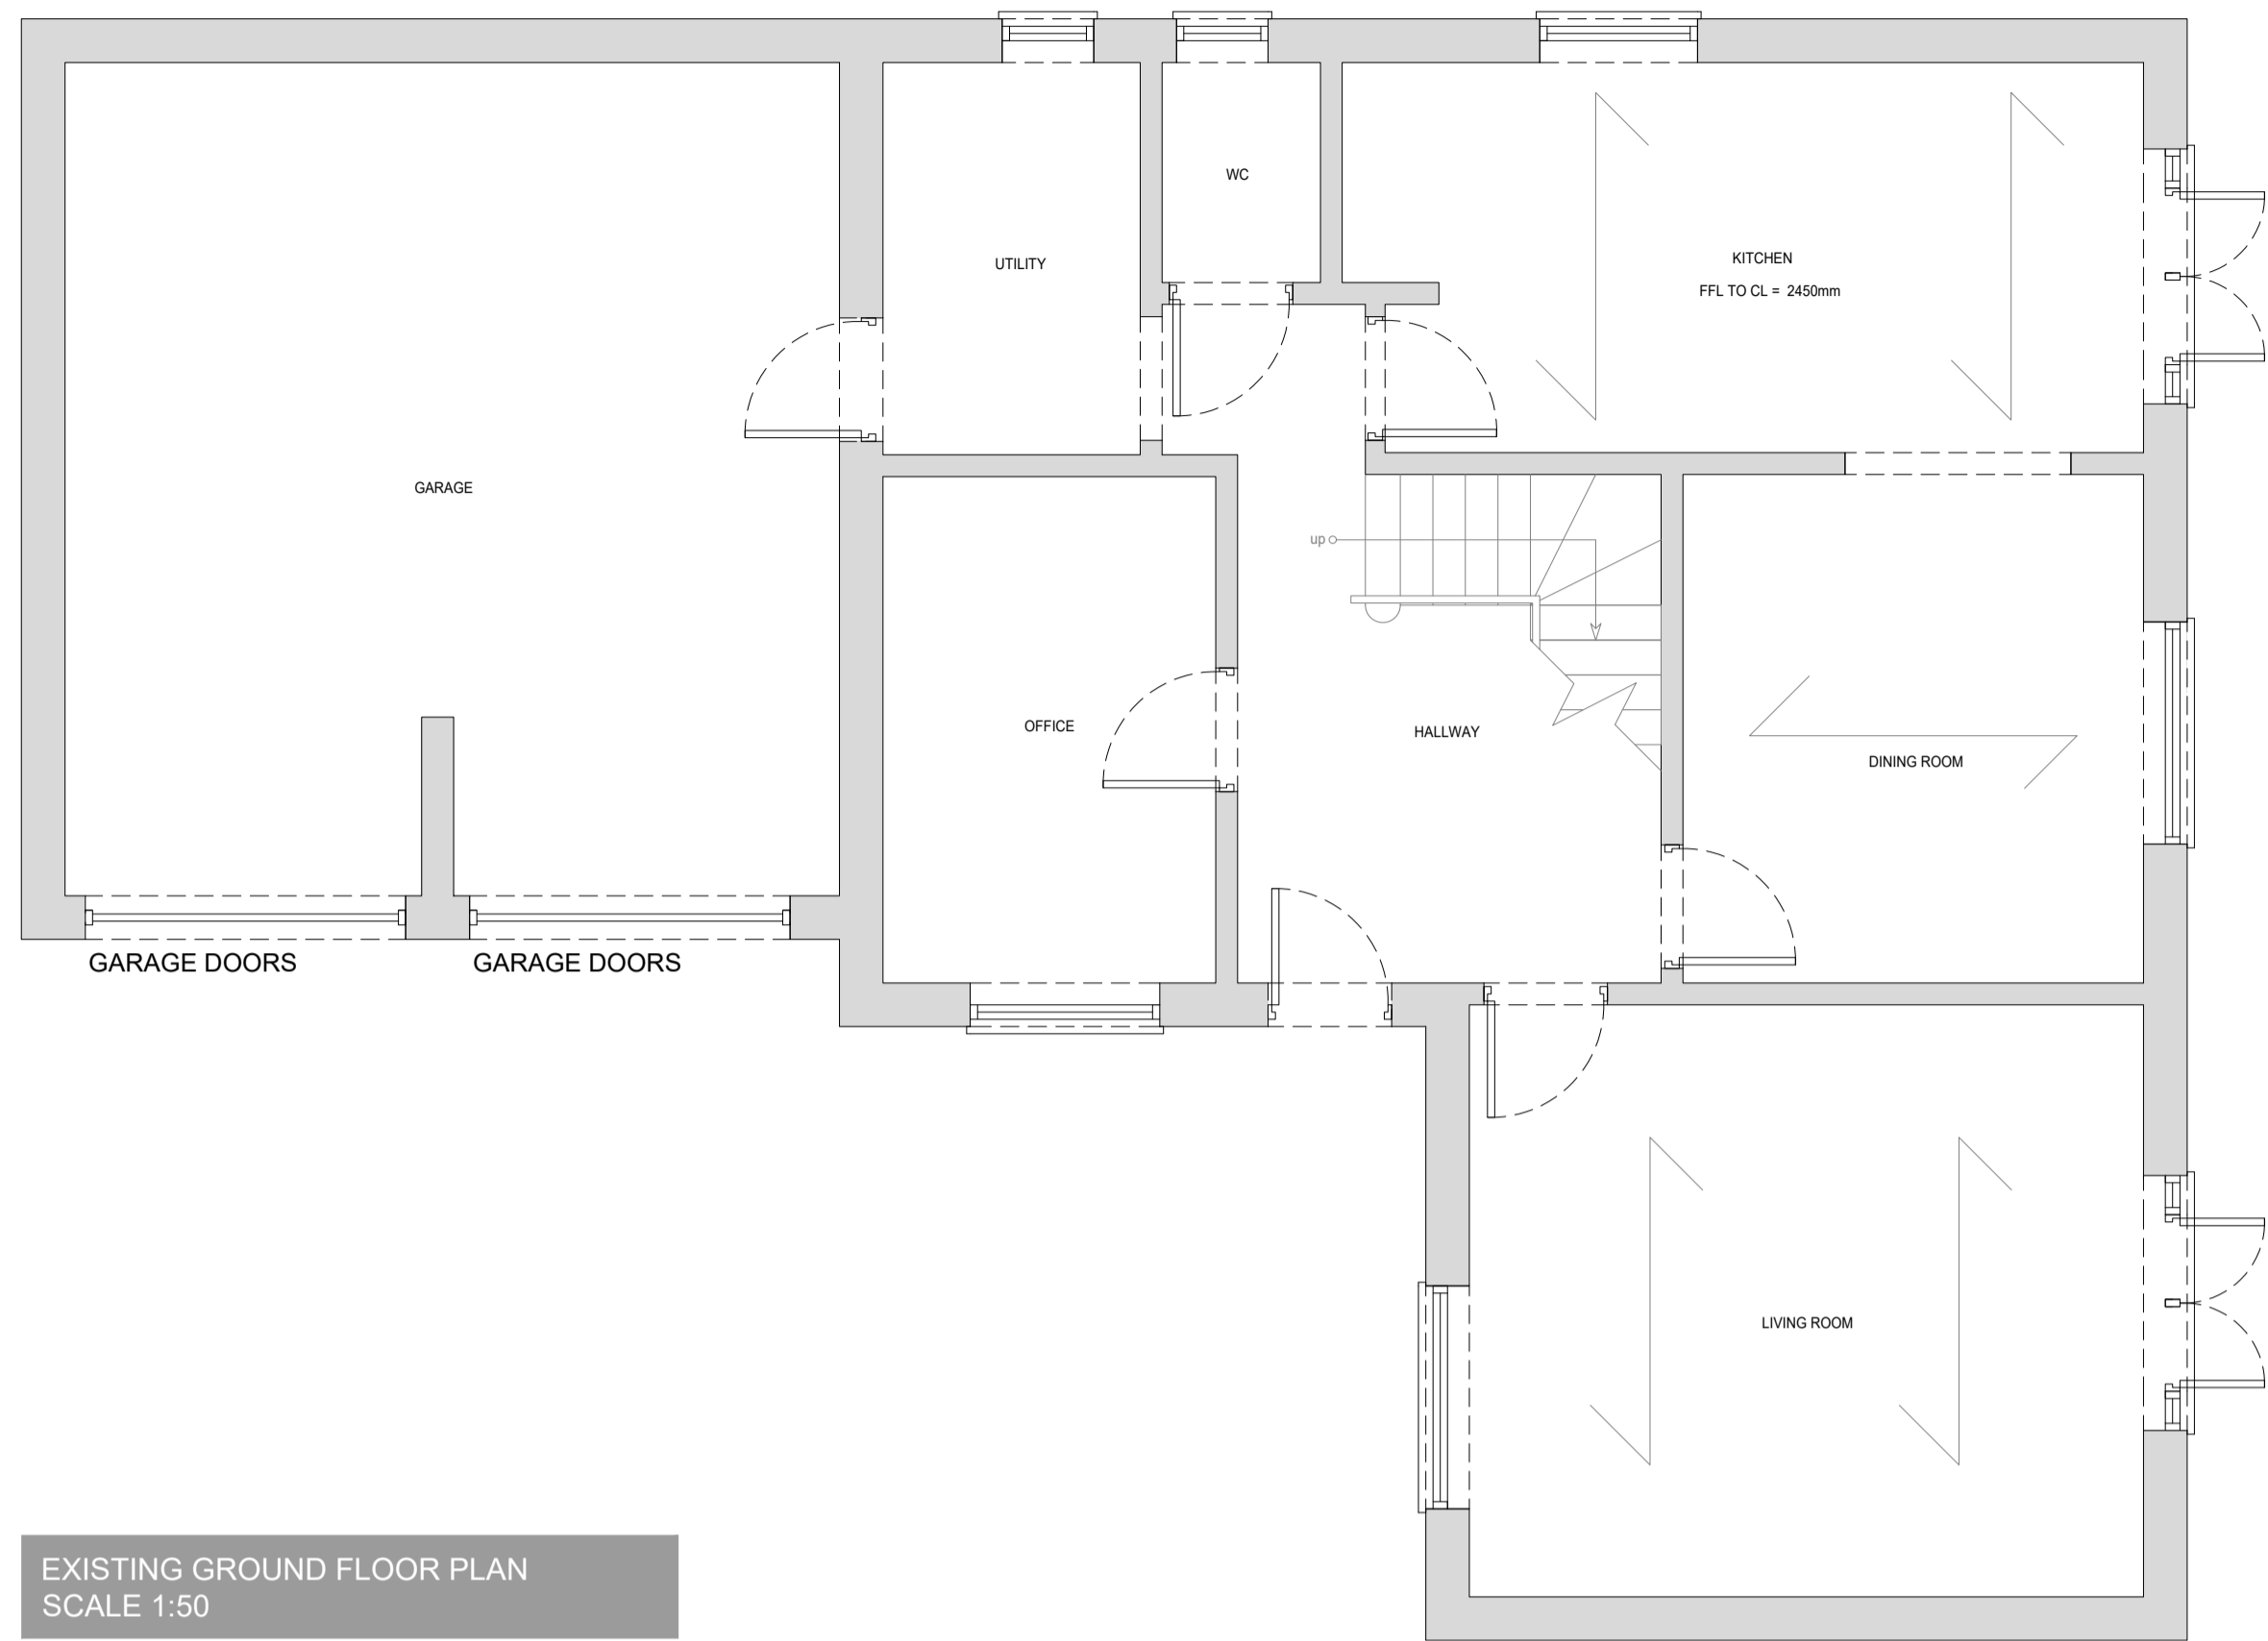 WC
UTILITY
KITCHEN
FFL TO CL = 2450mm
GARAGE
up
OFFICE
HALLWAY
DINING ROOM
GARAGE DOORS
GARAGE DOORS
LIVING ROOM
EXISTING GROUND FLOOR PLAN
SCALE 1:50